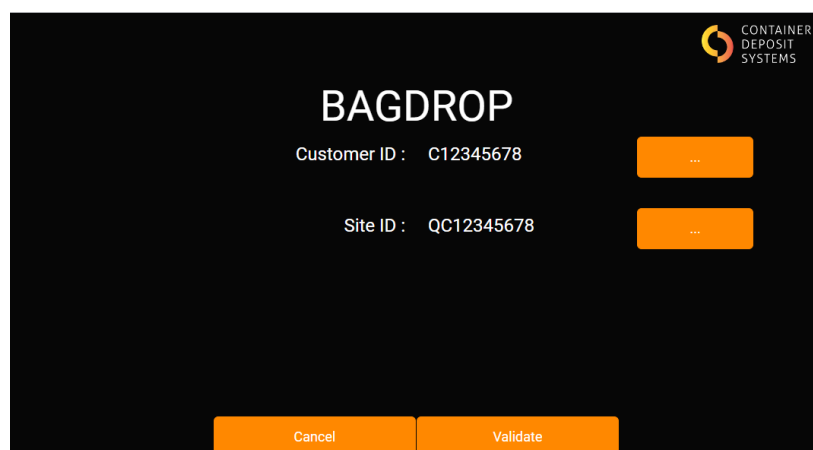 CONTAINER
DEPOSIT
SYSTEMS
BAGDROP
Customer ID : C12345678 ...
Site ID : QC12345678 ...
Cancel Validate